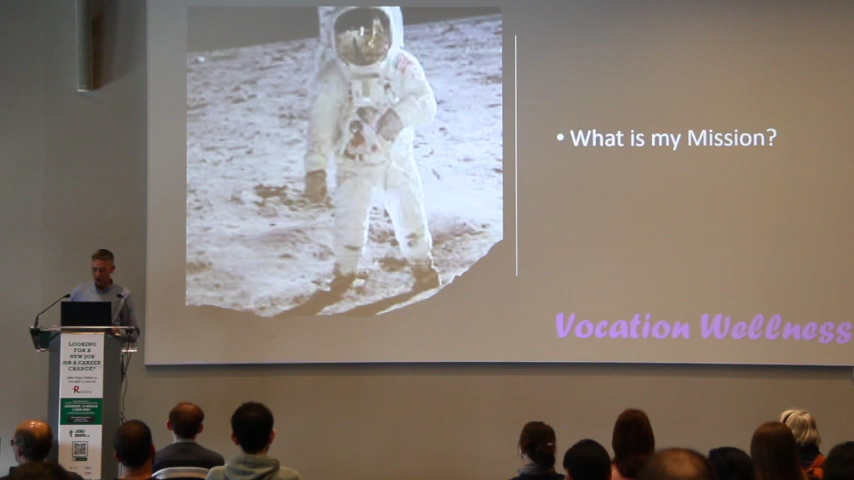 • What is my Mission?
Vocation Wellness
LOOKING
FOR A
NEW JOB
OR A CAREER
CHANGE?